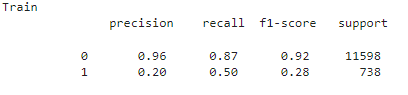 Train
precision recall f1-score support
0 0.96 0.87 0.92 11598
1 0.20 0.50 0.28 738